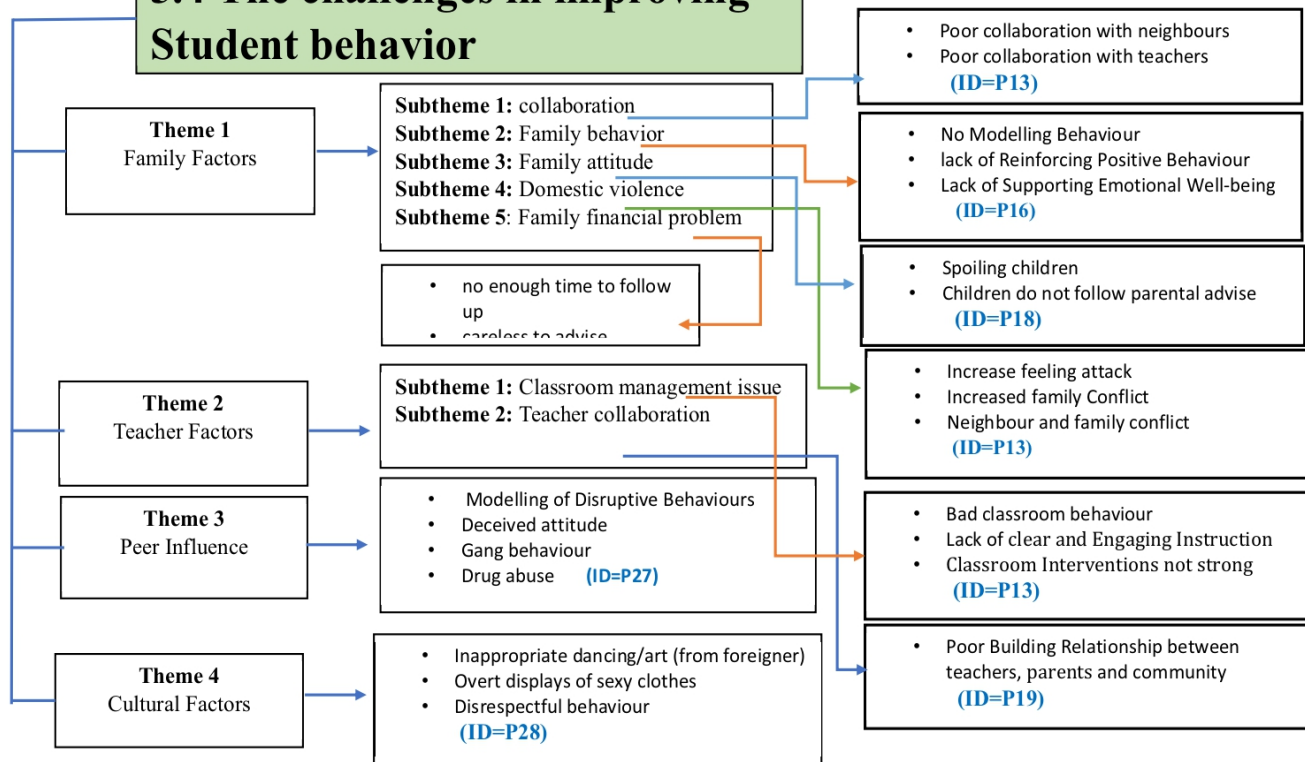 3.4 The challenges in improving
Student behavior
Theme 1
Family Factors
Subtheme 1: collaboration
Subtheme 2: Family behavior
Subtheme 3: Family attitude
Subtheme 4: Domestic violence
Subtheme 5: Family financial problem
• Poor collaboration with neighbours
• Poor collaboration with teachers
(ID=P13)
• No Modelling Behaviour
• lack of Reinforcing Positive Behaviour
• Lack of Supporting Emotional Well-being
(ID=P16)
• Spoiling children
• Children do not follow parental advise
(ID=P18)
• Increase feeling attack
• Increased family Conflict
• Neighbour and family conflict
(ID=P13)
• no enough time to follow
up
• careless to advise
Theme 2
Teacher Factors
Subtheme 1: Classroom management issue
Subtheme 2: Teacher collaboration
• Bad classroom behaviour
• Lack of clear and Engaging Instruction
• Classroom Interventions not strong
(ID=P13)
• Poor Building Relationship between
teachers, parents and community
(ID=P19)
Theme 3
Peer Influence
• Modelling of Disruptive Behaviours
• Deceived attitude
• Gang behaviour
• Drug abuse (ID=P27)
Theme 4
Cultural Factors
• Inappropriate dancing/art (from foreigner)
• Overt displays of sexy clothes
• Disrespectful behaviour
(ID=P28)